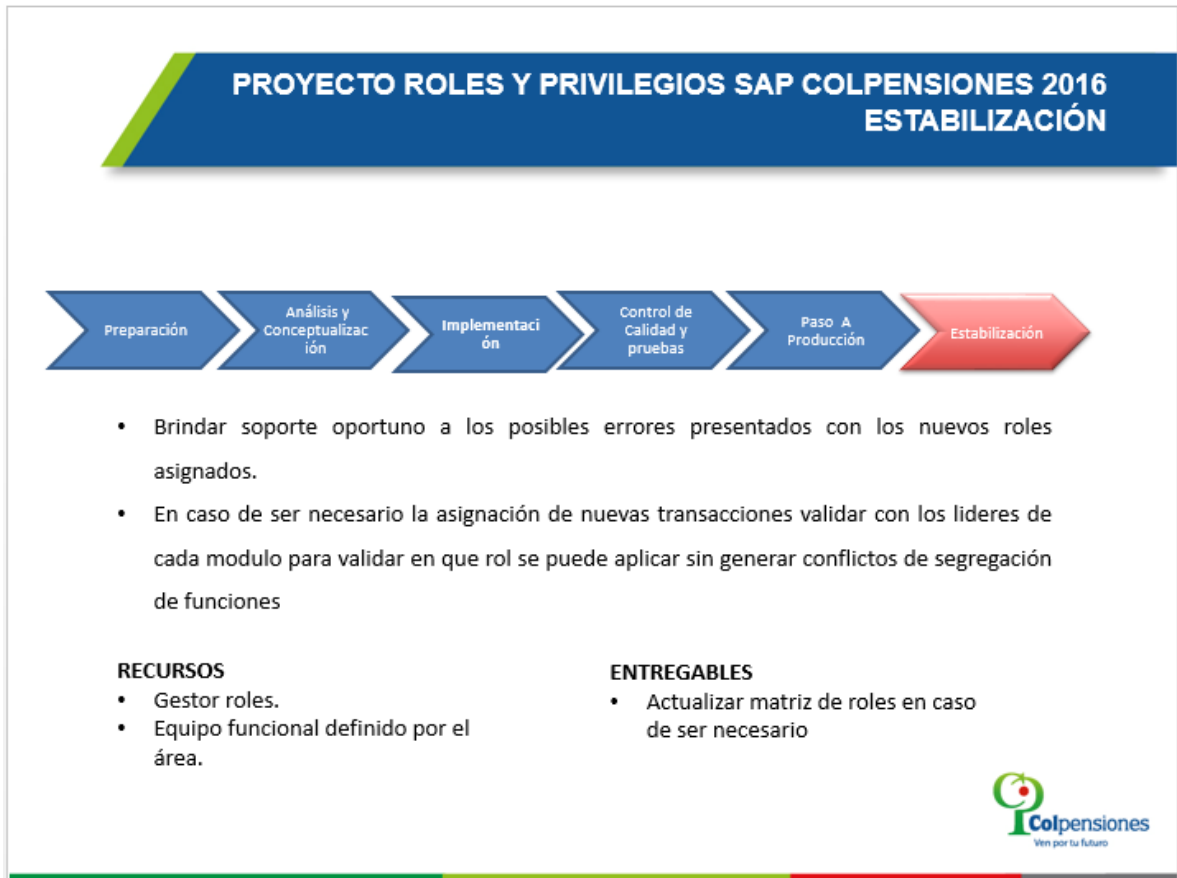 PROYECTO ROLES Y PRIVILEGIOS SAP COLPENSIONES 2016
ESTABILIZACIÓN
Preparación
Análisis y
Conceptualizac
ión
Implementaci
ón
Control de
Calidad y
pruebas
Paso A
Producción
Estabilización
• Brindar soporte oportuno a los posibles errores presentados con los nuevos roles
asignados.
• En caso de ser necesario la asignación de nuevas transacciones validar con los lideres de
cada modulo para validar en que rol se puede aplicar sin generar conflictos de segregación
de funciones
RECURSOS
• Gestor roles.
• Equipo funcional definido por el
área.
ENTREGABLES
• Actualizar matriz de roles en caso
de ser necesario
Colpensiones
Ven por tu futuro